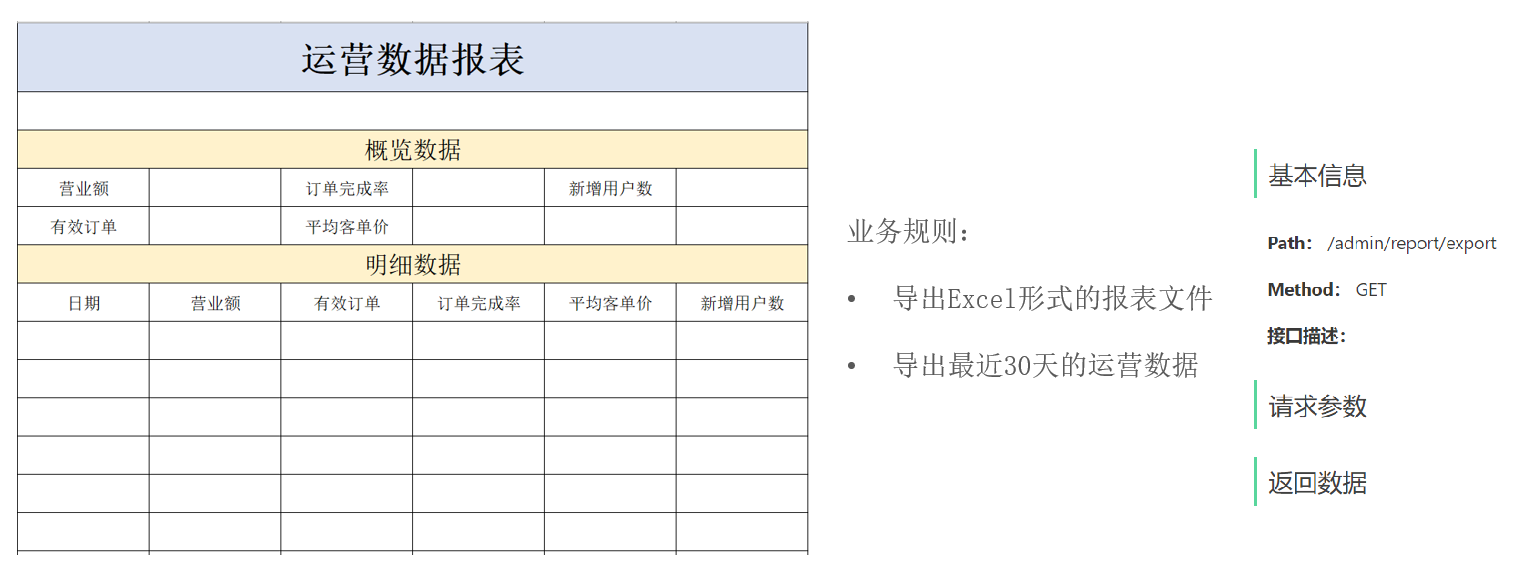 运营数据报表
概览数据
营业额 订单完成率 新增用户数
有效订单 平均客单价
明细数据
日期 营业额 有效订单 订单完成率 平均客单价 新增用户数
业务规则：
• 导出Excel形式的报表文件
• 导出最近30天的运营数据
基本信息
Path： /admin/report/export
Method： GET
接口描述：
请求参数
返回数据